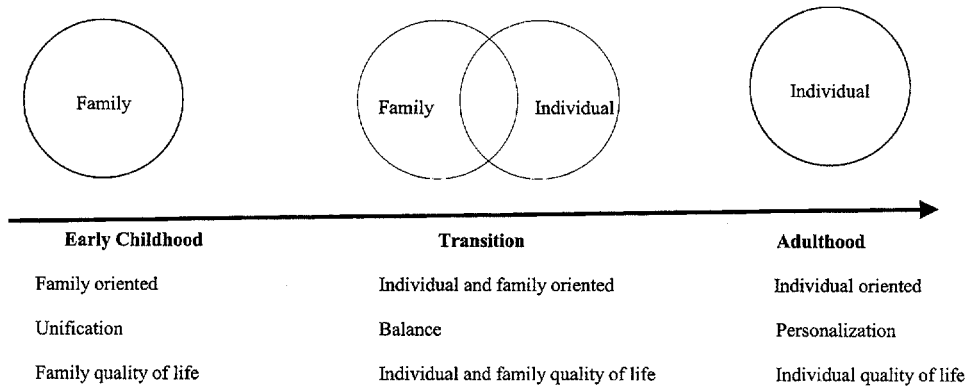 Family
Family
Individual
Individual
Early Childhood
Transition
Adulthood
Family oriented
Individual and family oriented
Individual oriented
Unification
Balance
Personalization
Family quality of life
Individual and family quality of life
Individual quality of life